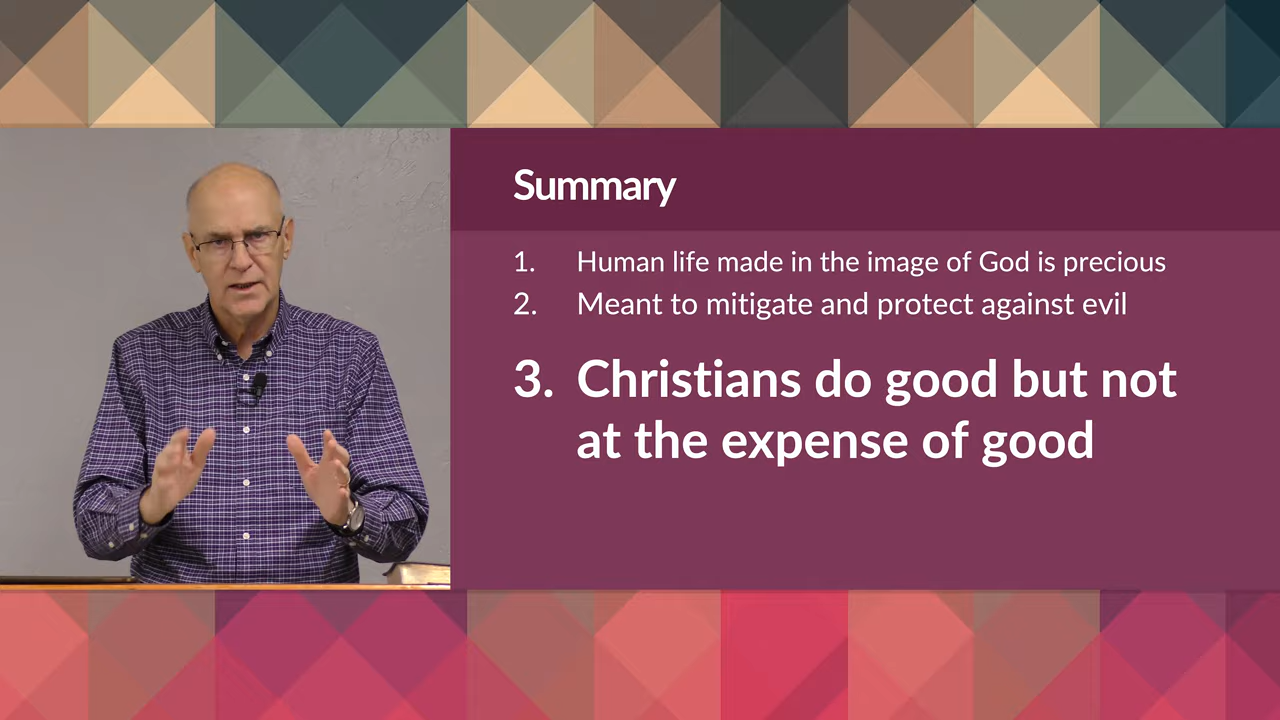 Summary
1. Human life made in the image of God is precious
2. Meant to mitigate and protect against evil
3. Christians do good but not
at the expense of good